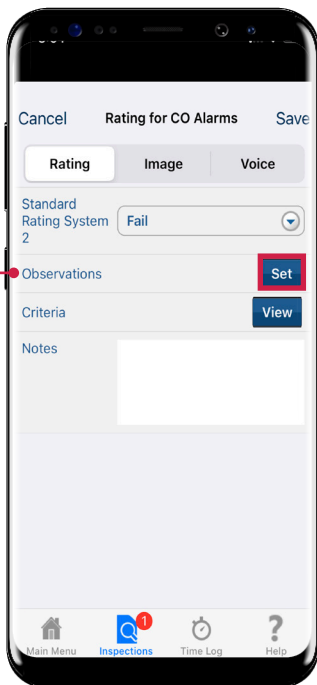 Cancel Rating for CO Alarms Save
Rating Image Voice
Standard
Rating System
2
Fail
Observations Set
Criteria View
Notes
1
Main Menu Inspections Time Log Help